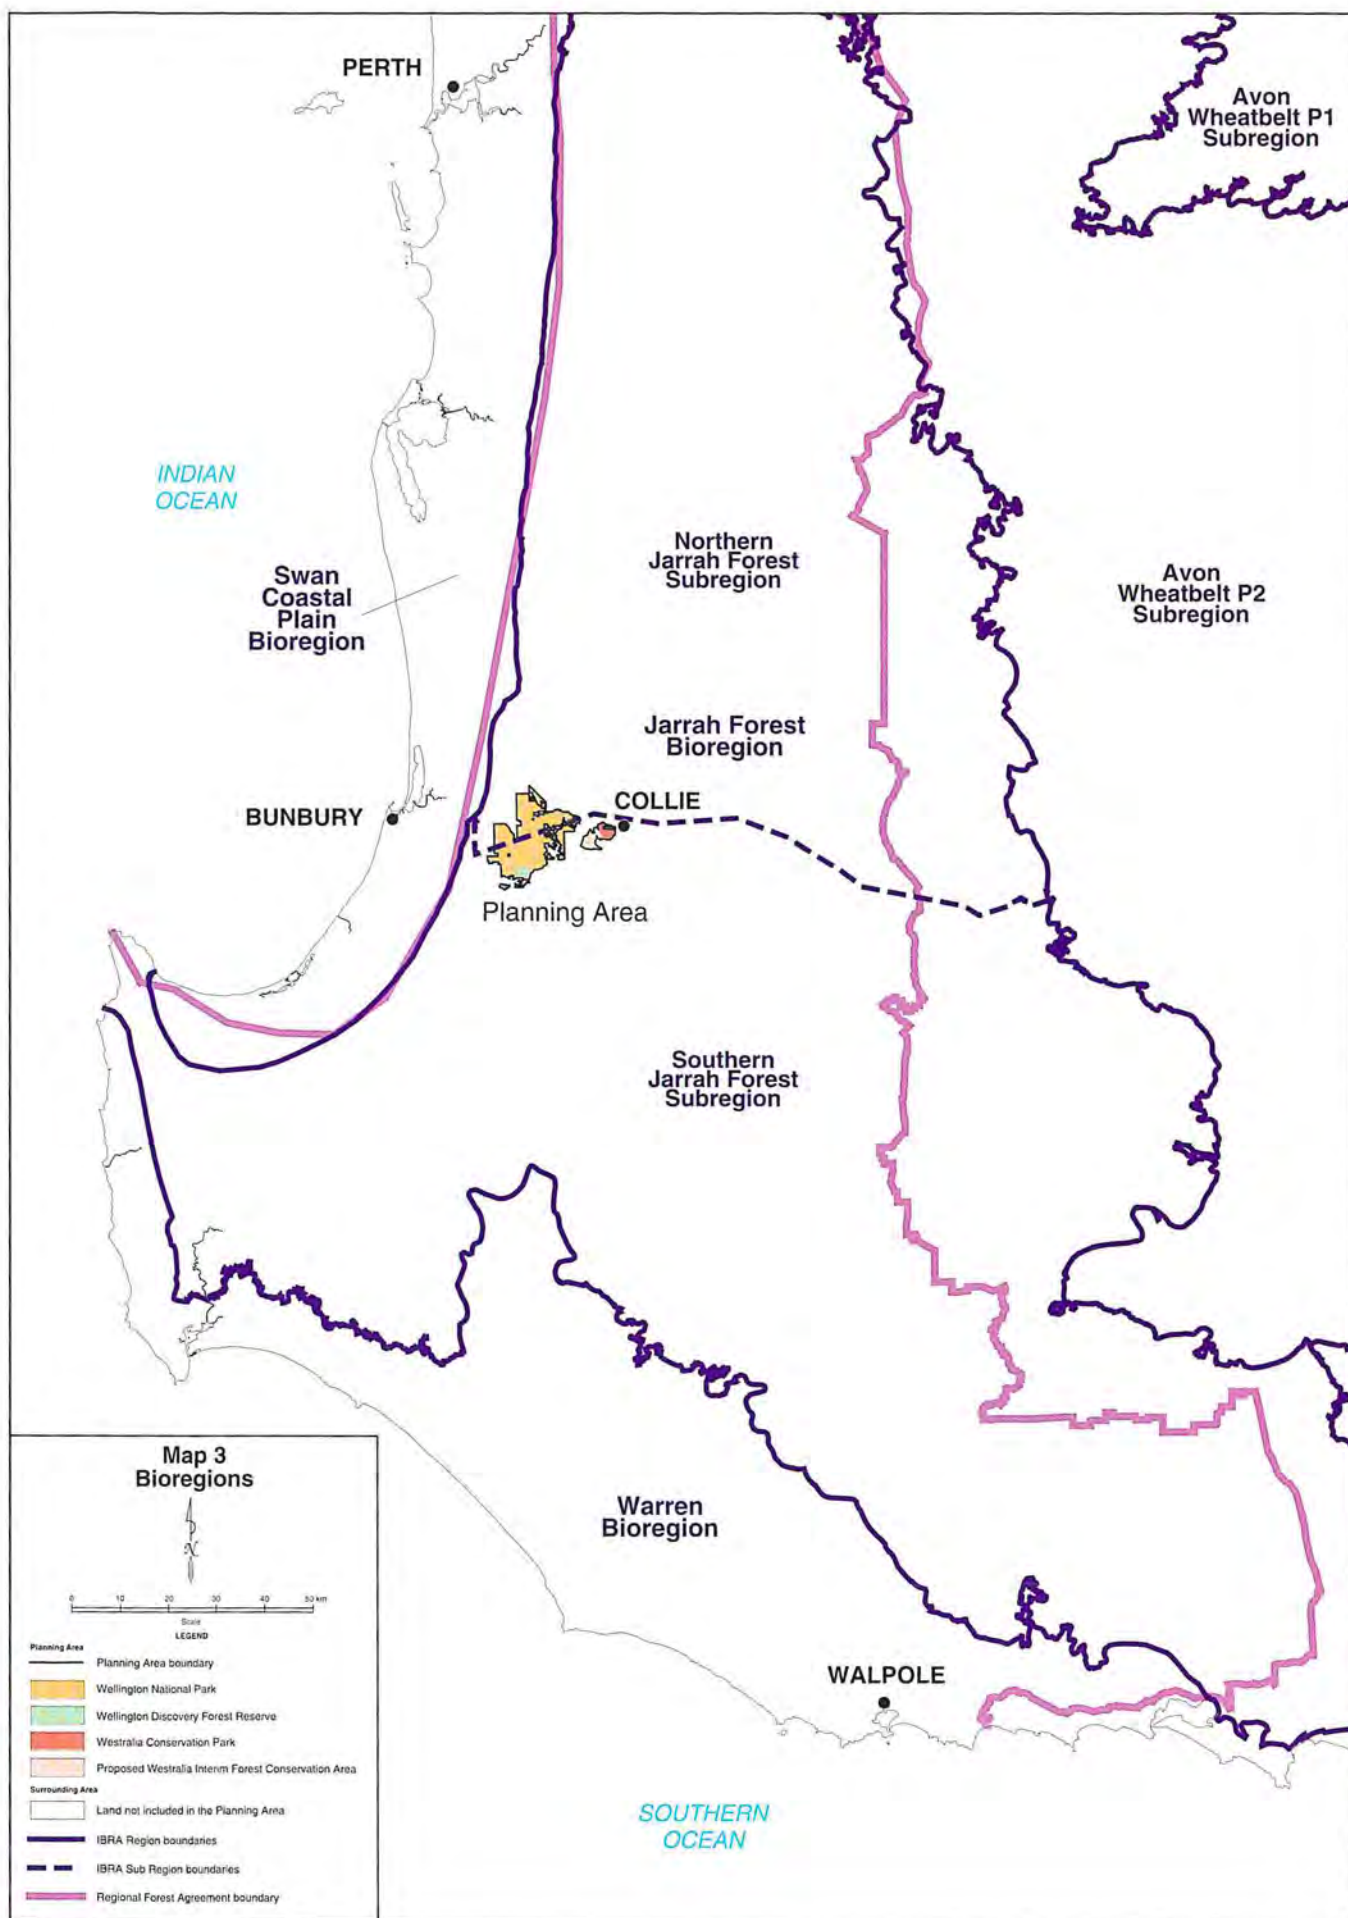 PERTH
Avon
Wheatbelt P1
Subregion
INDIAN
OCEAN
Northern
Jarrah Forest
Subregion
Swan
Coastal
Plain
Bioregion
Avon
Wheatbelt P2
Subregion
Jarrah Forest
Bioregion
BUNBURY
COLLIE
Planning Area
Southern
Jarrah Forest
Subregion
Warren
Bioregion
WALPOLE
SOUTHERN
OCEAN
Map 3
Bioregions
N
0 10 20 30 40 50 km
Scale
LEGEND
Planning Area
Planning Area boundary
Wellington National Park
Wellington Discovery Forest Reserve
Westralia Conservation Park
Proposed Westralia Interim Forest Conservation Area
Surrounding Area
Land not included in the Planning Area
IBRA Region boundaries
IBRA Sub Region boundaries
Regional Forest Agreement boundary